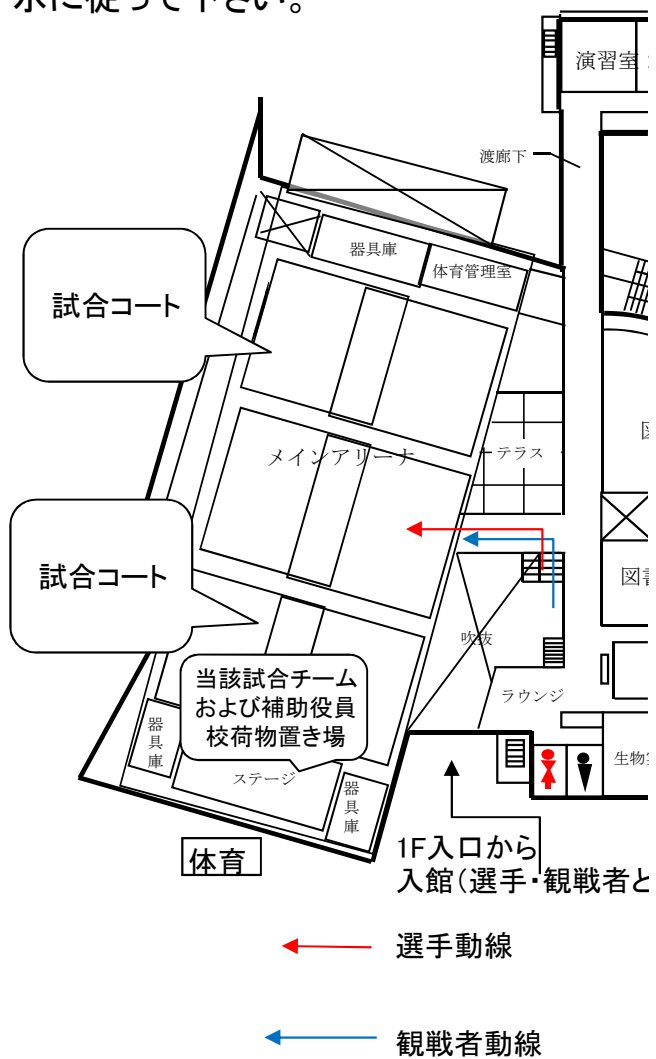 示に従って下さい。
演習室
渡廊下
器具庫
体育管理室
試合コート
メインアリーナ
テラス
試合コート
図書
吹抜
当該試合チーム
および補助役員
校荷物置き場
ラウンジ
器具庫
ステージ
生物
器具庫
体育
1F入口から
入館(選手・観戦者と
選手動線
観戦者動線